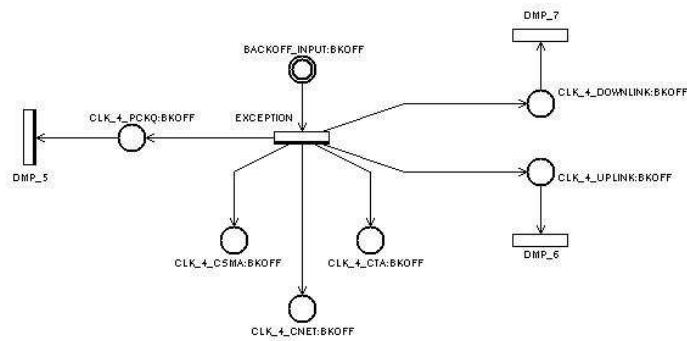 DMP_7
BACKOFF_INPUT:BKOFF
CLK_4_DOWNLINK:BKOFF
CLK_4_PCKQ:BKOFF
EXCEPTION
DMP_5
CLK_4_UPLINK:BKOFF
DMP_6
CLK_4_CSMA:BKOFF
CLK_4_CTA:BKOFF
CLK_4_CNET:BKOFF